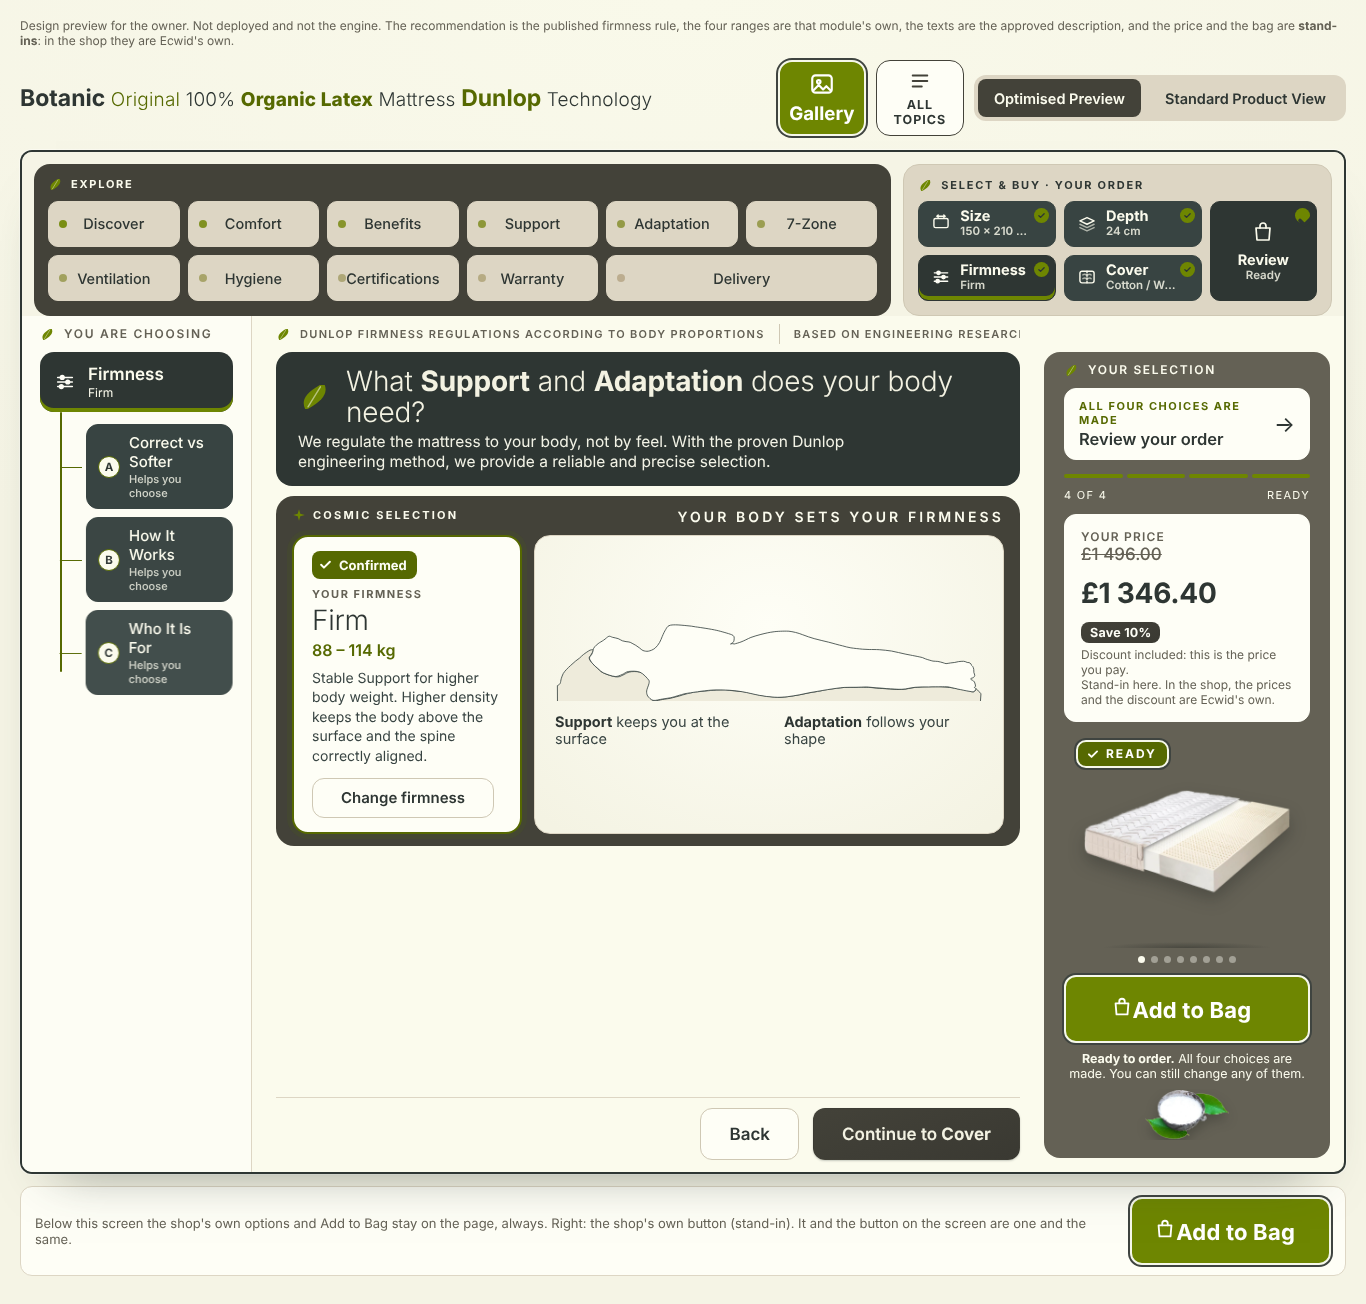 Design preview for the owner. Not deployed and not the engine. The recommendation is the published firmness rule, the four ranges are that module's own, the texts are the approved description, and the price and the bag are stand-
ins: in the shop they are Ecwid's own.
Botanic Original 100% Organic Latex Mattress Dunlop Technology
Gallery
ALL
TOPICS
Optimised Preview
Standard Product View
EXPLORE
Discover
Comfort
Benefits
Support
Adaptation
7-Zone
Ventilation
Hygiene
Certifications
Warranty
Delivery
SELECT & BUY · YOUR ORDER
Size
150 × 210 ...
Depth
24 cm
Firmness
Firm
Cover
Cotton / W...
Review
Ready
YOU ARE CHOOSING
Firmness
Firm
A
Correct vs
Softer
Helps you
choose
B
How It
Works
Helps you
choose
C
Who It Is
For
Helps you
choose
DUNLOP FIRMNESS REGULATIONS ACCORDING TO BODY PROPORTIONS
BASED ON ENGINEERING RESEARC
What Support and Adaptation does your body
need?
We regulate the mattress to your body, not by feel. With the proven Dunlop
engineering method, we provide a reliable and precise selection.
COSMIC SELECTION
YOUR BODY SETS YOUR FIRMNESS
Confirmed
YOUR FIRMNESS
Firm
88 – 114 kg
Stable Support for higher
body weight. Higher density
keeps the body above the
surface and the spine
correctly aligned.
Change firmness
Support keeps you at the
surface
Adaptation follows your
shape
Back
Continue to Cover
YOUR SELECTION
ALL FOUR CHOICES ARE
MADE
Review your order
4 OF 4
READY
YOUR PRICE
£1 496.00
£1 346.40
Save 10%
Discount included: this is the price
you pay.
Stand-in here. In the shop, the prices
and the discount are Ecwid's own.
READY
Add to Bag
Ready to order. All four choices are
made. You can still change any of them.
Below this screen the shop's own options and Add to Bag stay on the page, always. Right: the shop's own button (stand-in). It and the button on the screen are one and the
same.
Add to Bag